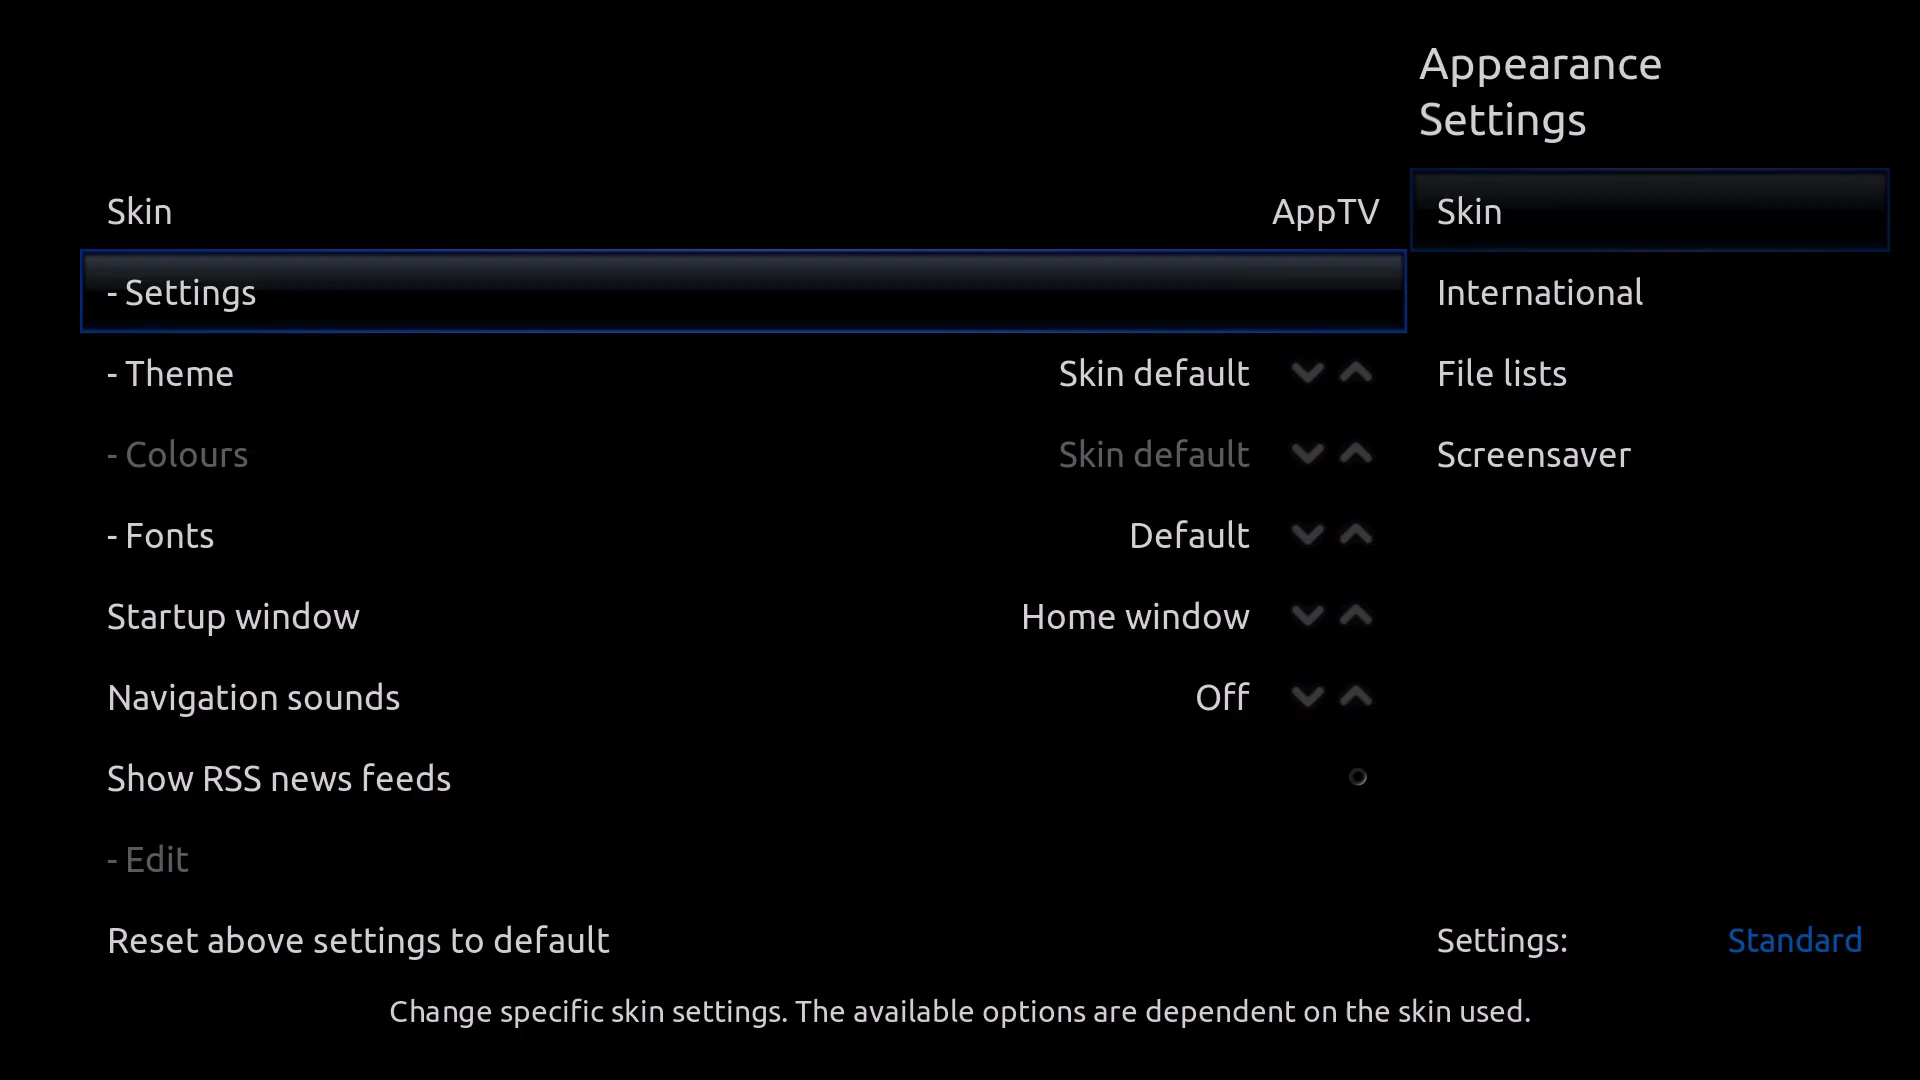 Appearance
Settings
Skin AppTV
- Settings
- Theme Skin default
- Colours Skin default
- Fonts Default
Startup window Home window
Navigation sounds Off
Show RSS news feeds
- Edit
Reset above settings to default
Skin
International
File lists
Screensaver
Settings: Standard
Change specific skin settings. The available options are dependent on the skin used.